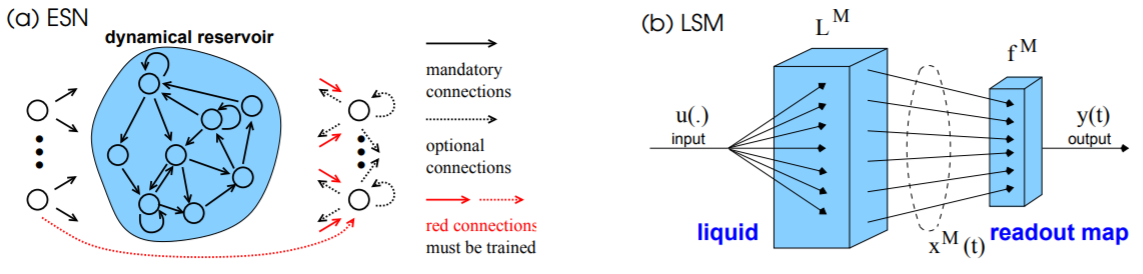 (a) ESN
dynamical reservoir
mandatory
connections
optional
connections
red connections
must be trained
(b) LSM
L^M
f^M
u(.)
input
y(t)
output
liquid
x^M(t)
readout map